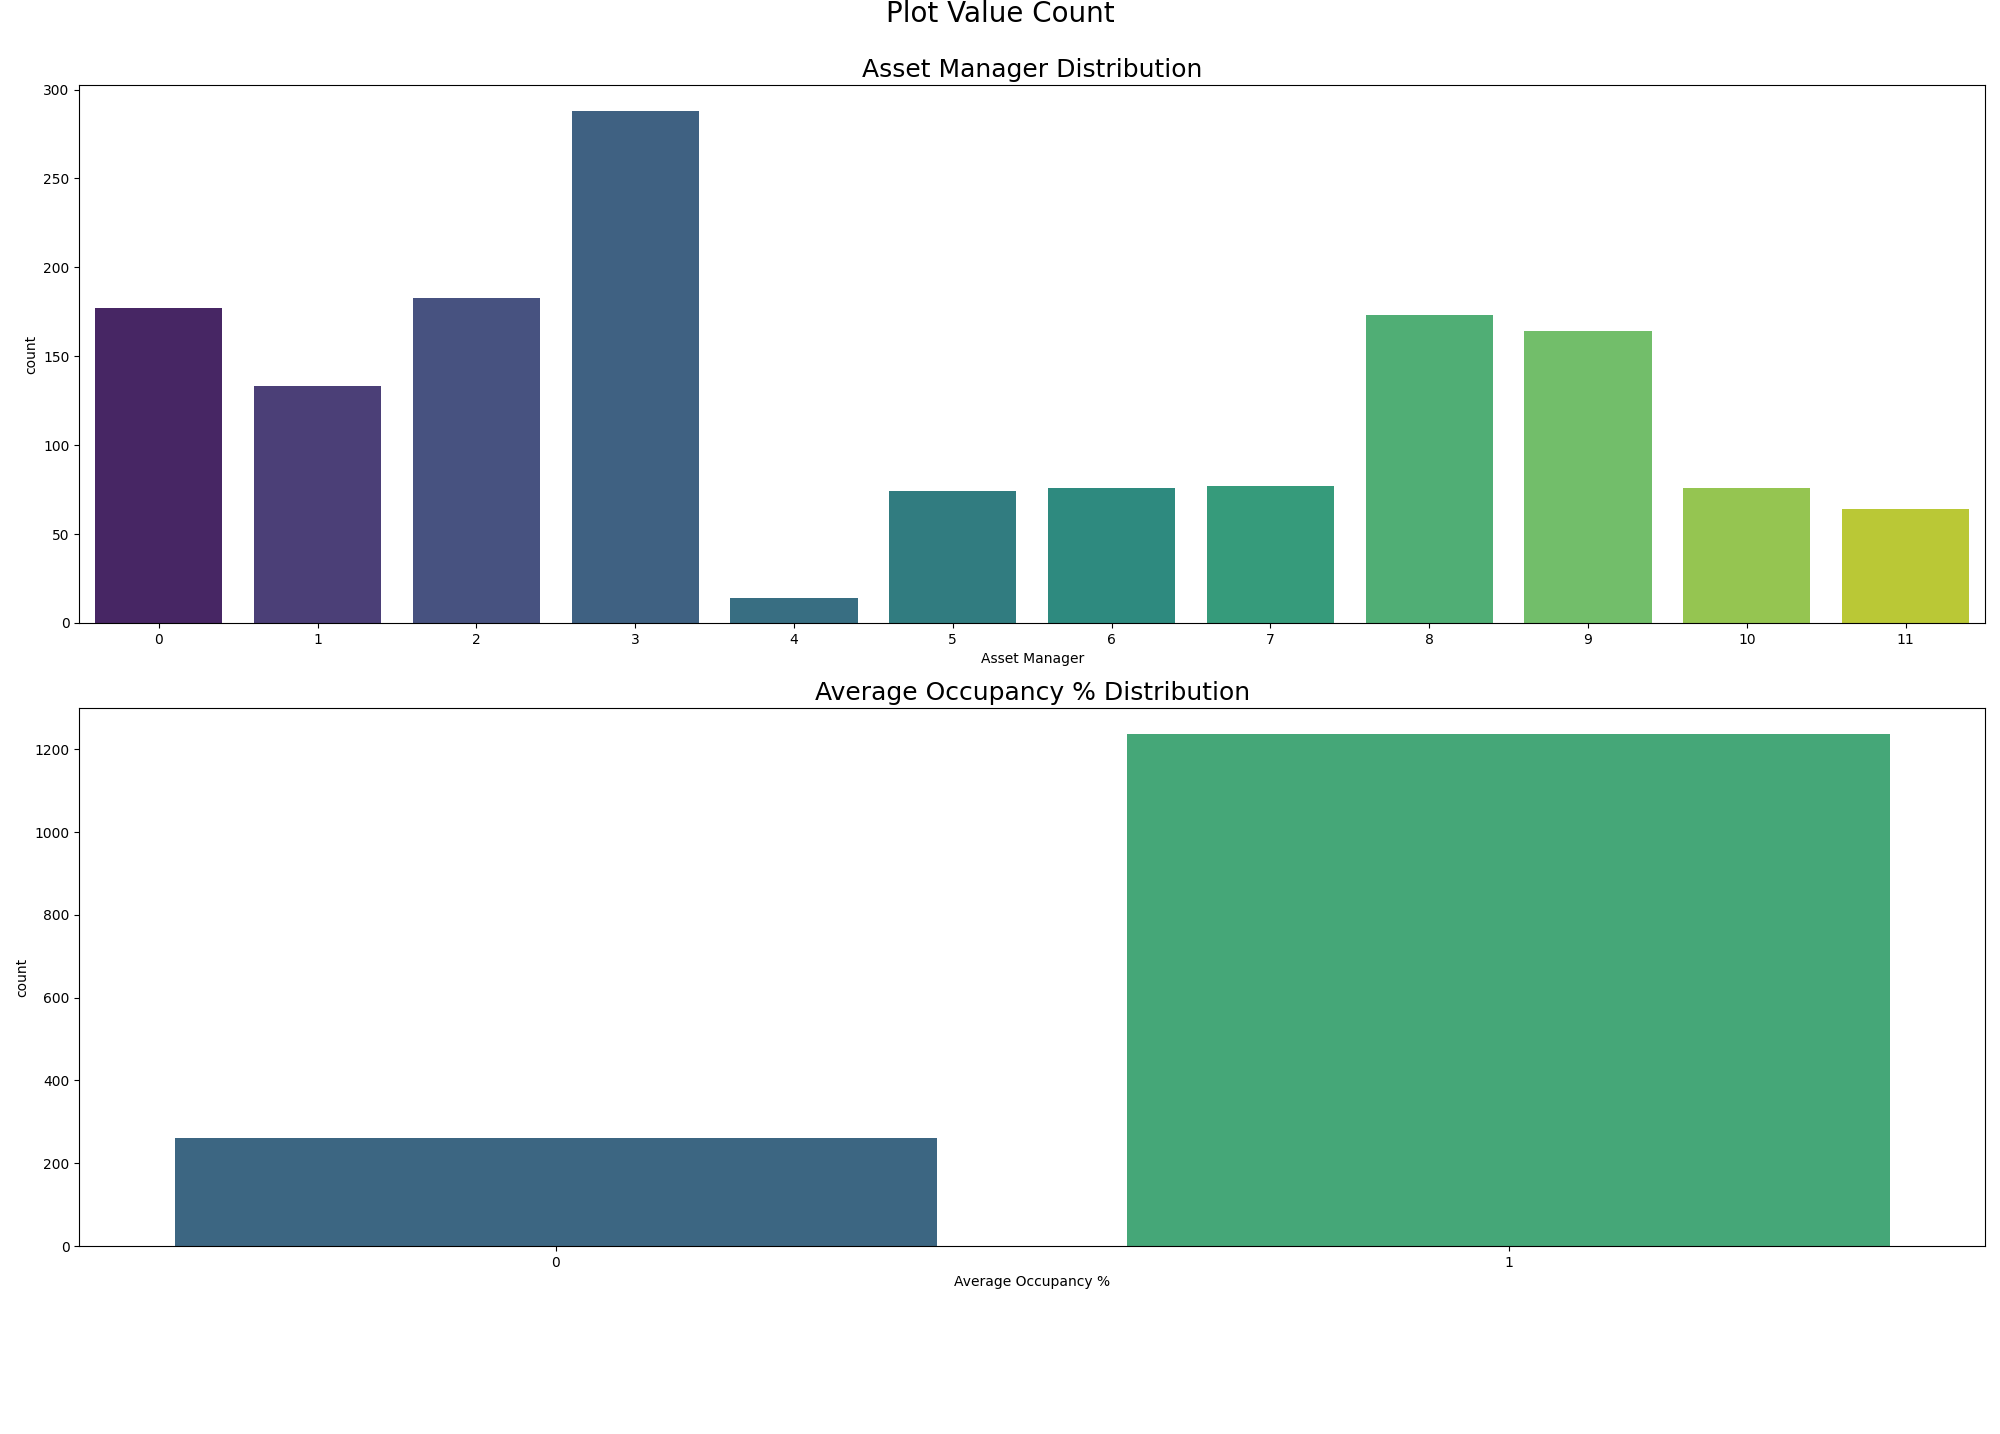 Plot Value Count
Asset Manager Distribution
300
250
200
150
100
50
0
count
0 1 2 3 4 5 6 7 8 9 10 11
Asset Manager
Average Occupancy % Distribution
1200
1000
800
600
400
200
0
count
0 1
Average Occupancy %